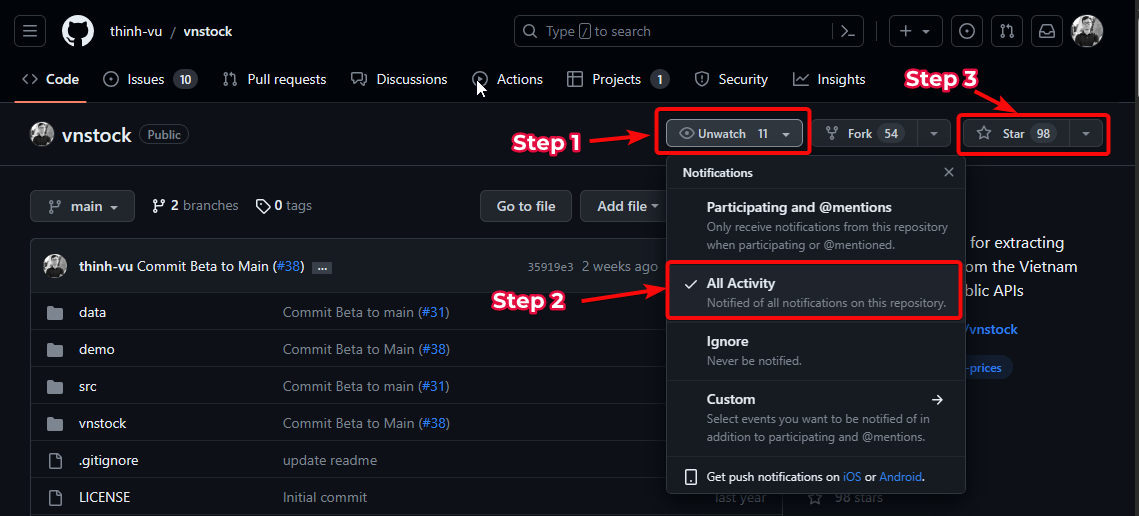 thinh-vu / vnstock
Type / to search
Code
Issues 10
Pull requests
Discussions
Actions
Projects 1
Security
Insights
Step 3
vnstock Public
Step 1
Unwatch 11
Fork 54
Star 98
Notifications
main
2 branches
0 tags
Go to file
Add file
Participating and @mentions
Only receive notifications from this repository
when participating or @mentioned.
for extracting
om the Vietnam
blic APIs
thinh-vu Commit Beta to Main (#38) ...
35919e3 2 weeks ago
Step 2
All Activity
Notified of all notifications on this repository.
data Commit Beta to main (#31)
/vnstock
demo Commit Beta to Main (#38)
Ignore
Never be notified.
-prices
src Commit Beta to main (#31)
vnstock Commit Beta to Main (#38)
Custom
Select events you want to be notified of in
addition to participating and @mentions.
.gitignore update readme
Get push notifications on iOS or Android.
LICENSE Initial commit last year
98 stars